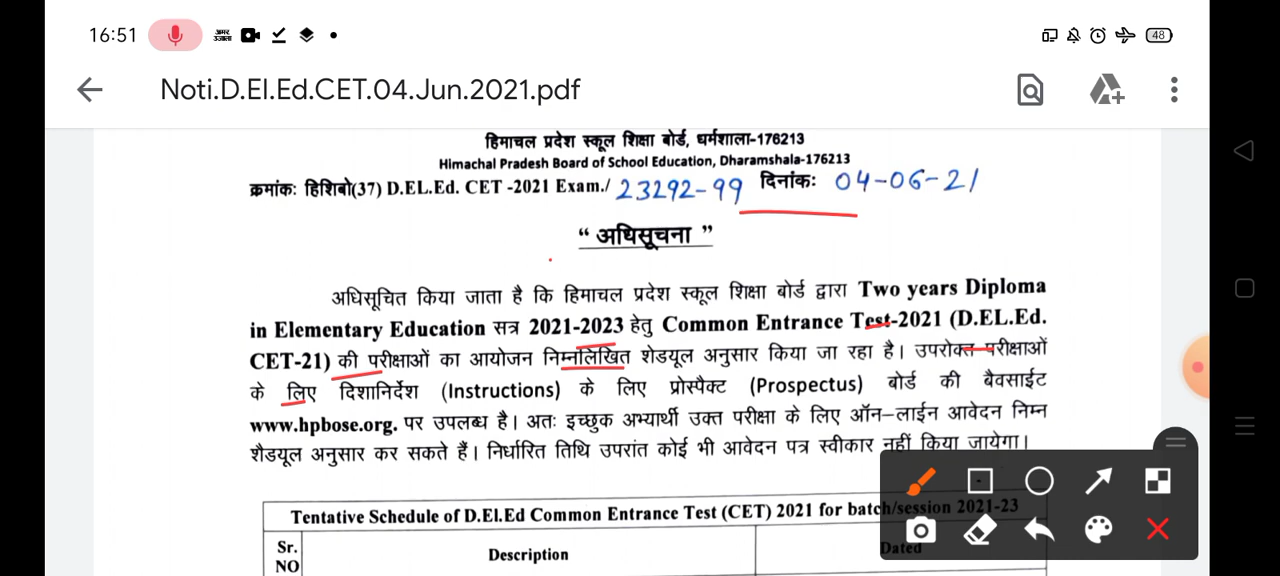 16:51
48
Noti.D.El.Ed.CET.04.Jun.2021.pdf
हिमाचल प्रदेश स्कूल शिक्षा बोर्ड, धर्मशाला-176213
Himachal Pradesh Board of School Education, Dharamshala-176213
क्रमांकः हिशिबो(37) D.EL.Ed. CET -2021 Exam./ 23292-99 दिनांकः 04-06-21
“ अधिसूचना ”
अधिसूचित किया जाता है कि हिमाचल प्रदेश स्कूल शिक्षा बोर्ड द्वारा Two years Diploma
in Elementary Education सत्र 2021-2023 हेतु Common Entrance Test-2021 (D.EL.Ed.
CET-21) की परीक्षाओं का आयोजन निम्नलिखित शेडयूल अनुसार किया जा रहा है। उपरोक्त परीक्षाओं
के लिए दिशानिर्देश (Instructions) के लिए प्रोस्पैक्ट (Prospectus) बोर्ड की बैवसाईट
www.hpbose.org. पर उपलब्ध है। अतः इच्छुक अभ्यार्थी उक्त परीक्षा के लिए ऑन-लाईन आवेदन निम्न
शैडयूल अनुसार कर सकते हैं। निर्धारित तिथि उपरांत कोई भी आवेदन पत्र स्वीकार नहीं किया जायेगा।
Tentative Schedule of D.El.Ed Common Entrance Test (CET) 2021 for batch/session 2021-23
Sr. NO Description Dated